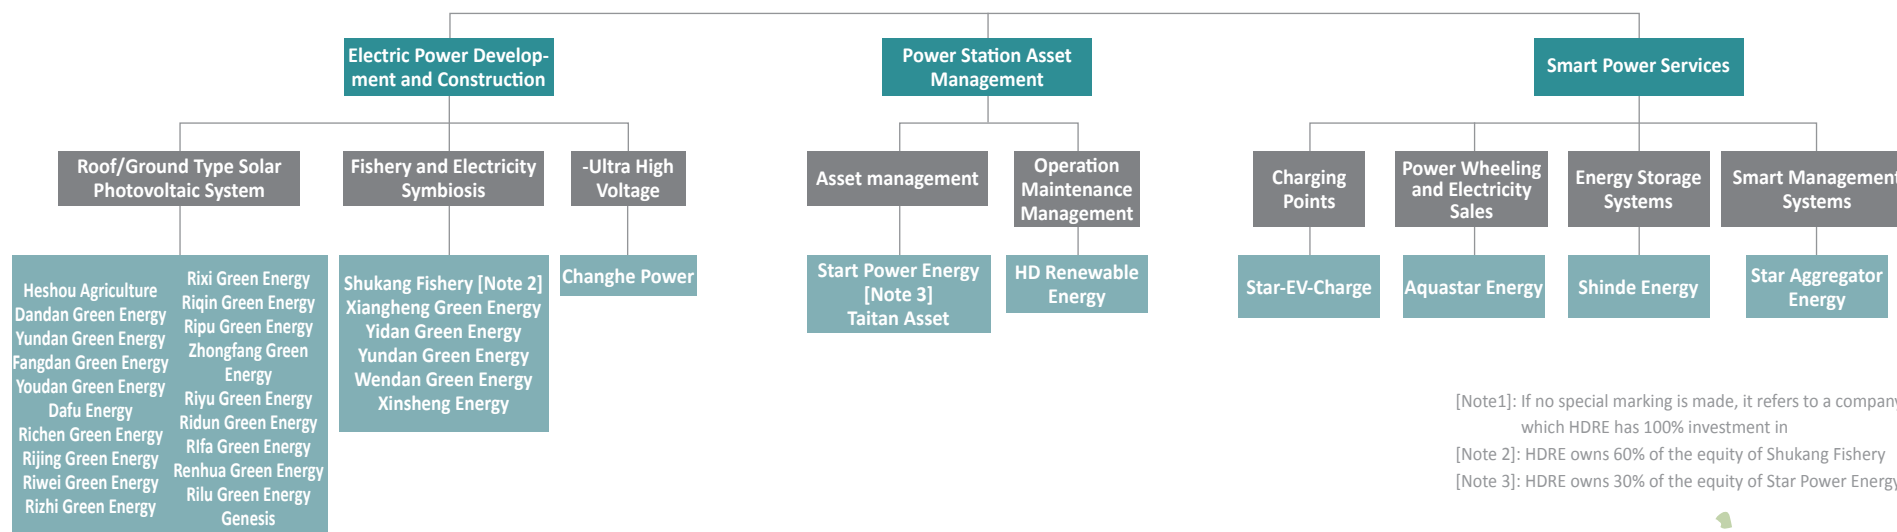 Electric Power Develop-
ment and Construction
Power Station Asset
Management
Smart Power Services
Roof/Ground Type Solar
Photovoltaic System
Fishery and Electricity
Symbiosis
-Ultra High
Voltage
Asset management
Operation
Maintenance
Management
Charging
Points
Power Wheeling
and Electricity
Sales
Energy Storage
Systems
Smart Management
Systems
Heshou Agriculture
Dandan Green Energy
Yundan Green Energy
Fangdan Green Energy
Youdan Green Energy
Dafu Energy
Richen Green Energy
Rijing Green Energy
Riwei Green Energy
Rizhi Green Energy
Rixi Green Energy
Riqin Green Energy
Ripu Green Energy
Zhongfang Green
Energy
Riyu Green Energy
Ridun Green Energy
RIfa Green Energy
Renhua Green Energy
Rilu Green Energy
Genesis
Shukang Fishery [Note 2]
Xiangheng Green Energy
Yidan Green Energy
Yundan Green Energy
Wendan Green Energy
Xinsheng Energy
Changhe Power
Start Power Energy
[Note 3]
Taitan Asset
HD Renewable
Energy
Star-EV-Charge
Aquastar Energy
Shinde Energy
Star Aggregator
Energy
[Note1]: If no special marking is made, it refers to a company
which HDRE has 100% investment in
[Note 2]: HDRE owns 60% of the equity of Shukang Fishery
[Note 3]: HDRE owns 30% of the equity of Star Power Energy